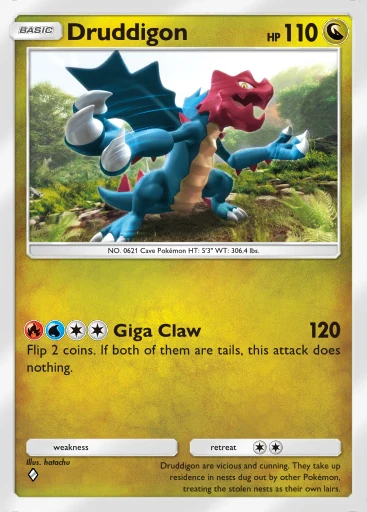 BASIC Druddigon HP 110
NO. 0621 Cave Pokémon HT: 5'3" WT: 306.4 lbs.
Giga Claw 120
Flip 2 coins. If both of them are tails, this attack does
nothing.
weakness retreat
Illus. hatachu
Druddigon are vicious and cunning. They take up
residence in nests dug out by other Pokémon,
treating the stolen nests as their own lairs.